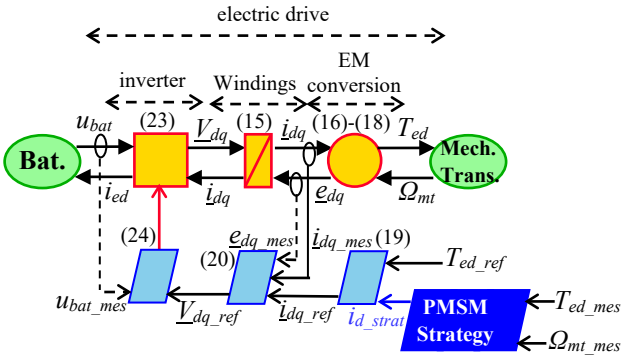 electric drive
inverter
Windings
EM
conversion
u_bat
(23)
V_dq
(15)
i_dq
(16)-(18)
T_ed
Bat.
Mech.
Trans.
i_ed
i_dq
e_dq
Ω_mt
(24)
(20)
e_dq_mes
i_dq_mes
(19)
T_ed_ref
u_bat_mes
V_dq_ref
i_dq_ref
i_d_strat
PMSM
Strategy
T_ed_mes
Ω_mt_mes